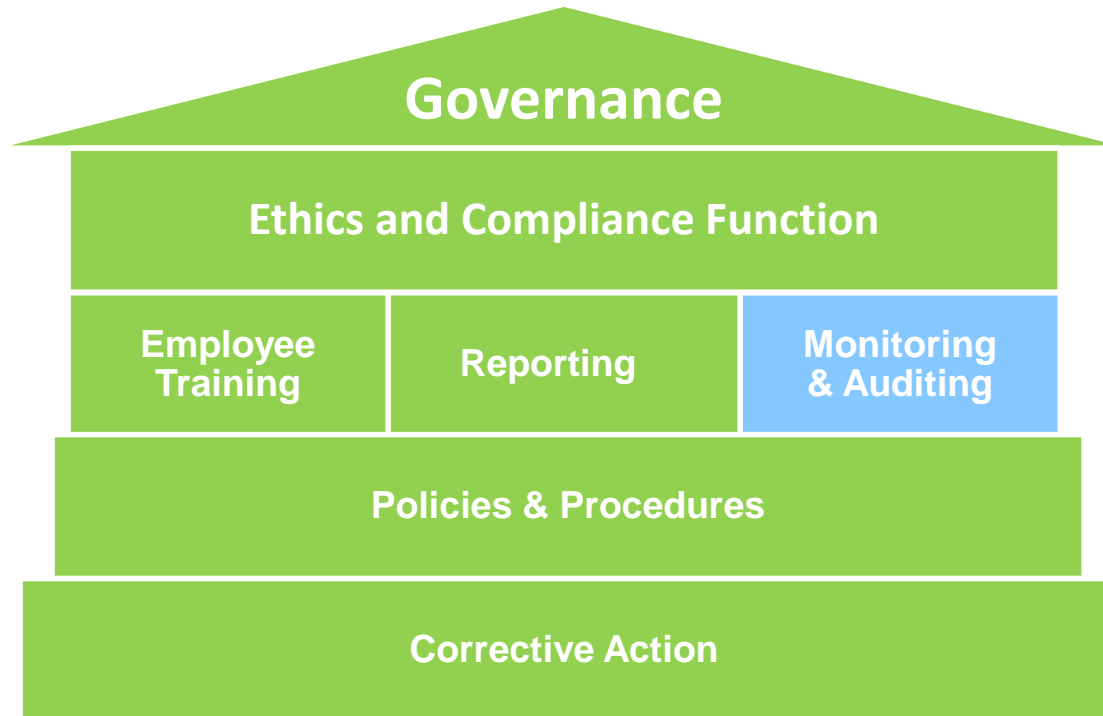 Governance
Ethics and Compliance Function
Employee
Training
Reporting
Monitoring
& Auditing
Policies & Procedures
Corrective Action